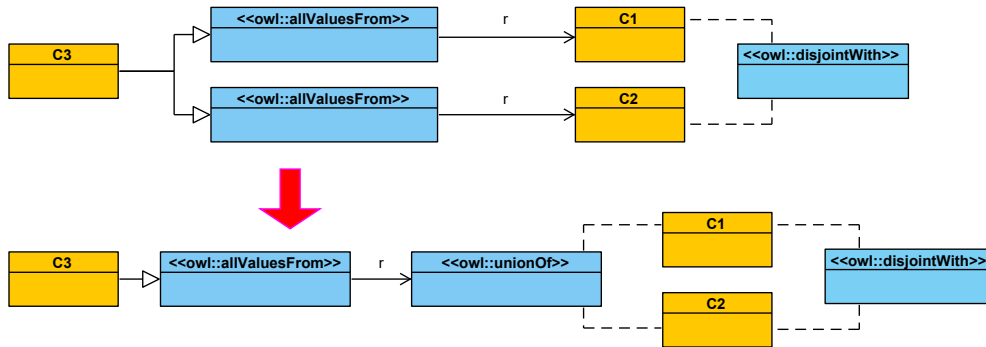 <<owl::allValuesFrom>>
r
C1
C3
<<owl::disjointWith>>
<<owl::allValuesFrom>>
r
C2
C1
C3
<<owl::allValuesFrom>>
r
<<owl::unionOf>>
<<owl::disjointWith>>
C2